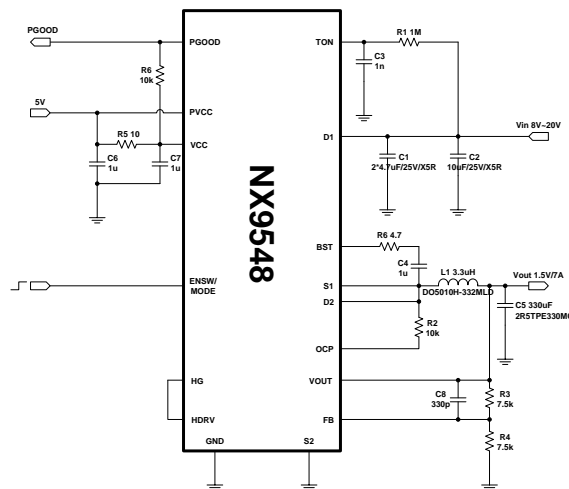 PGOOD
PGOOD
R6
10k
5V
PVCC
R5 10
VCC
C6
1u
C7
1u
ENSW/
MODE
HG
HDRV
GND
S2
NX9548
TON
C3
1n
R1 1M
D1
Vin 8V~20V
C1
2*4.7uF/25V/X5R
C2
10uF/25V/X5R
BST
R6 4.7
C4
1u
S1
L1 3.3uH
DO5010H-332MLD
Vout 1.5V/7A
D2
C5 330uF
R2
10k
OCP
VOUT
C8
330p
R3
7.5k
FB
R4
7.5k